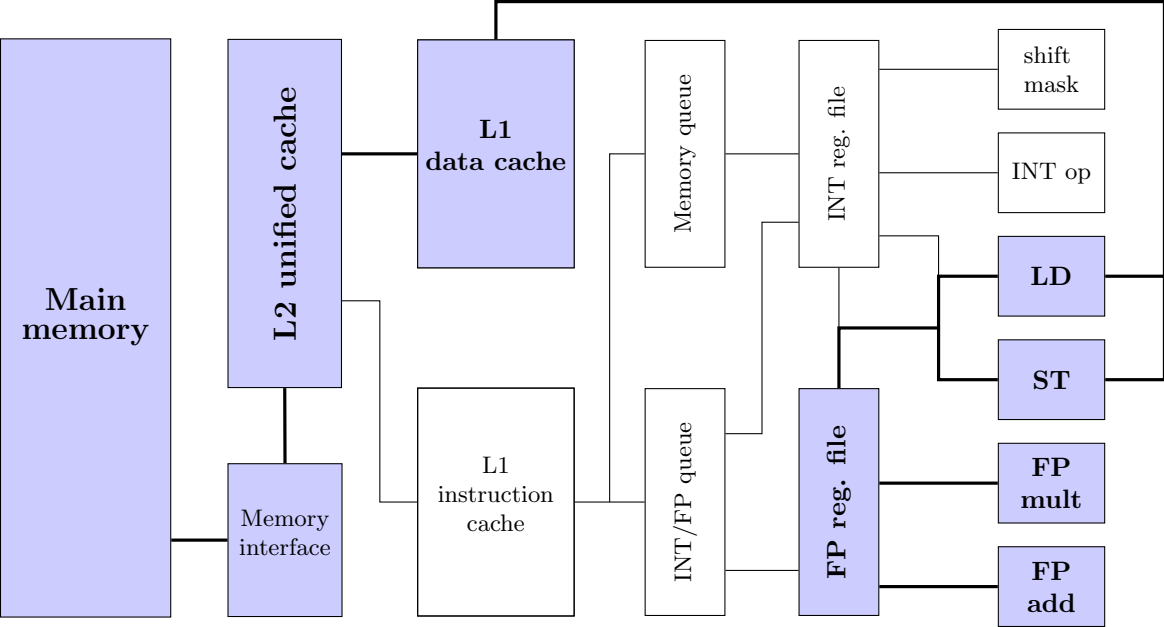 Main
memory
L2 unified cache
Memory
interface
L1
data cache
L1
instruction
cache
Memory queue
INT/FP queue
INT reg. file
FP reg. file
shift
mask
INT op
LD
ST
FP
mult
FP
add